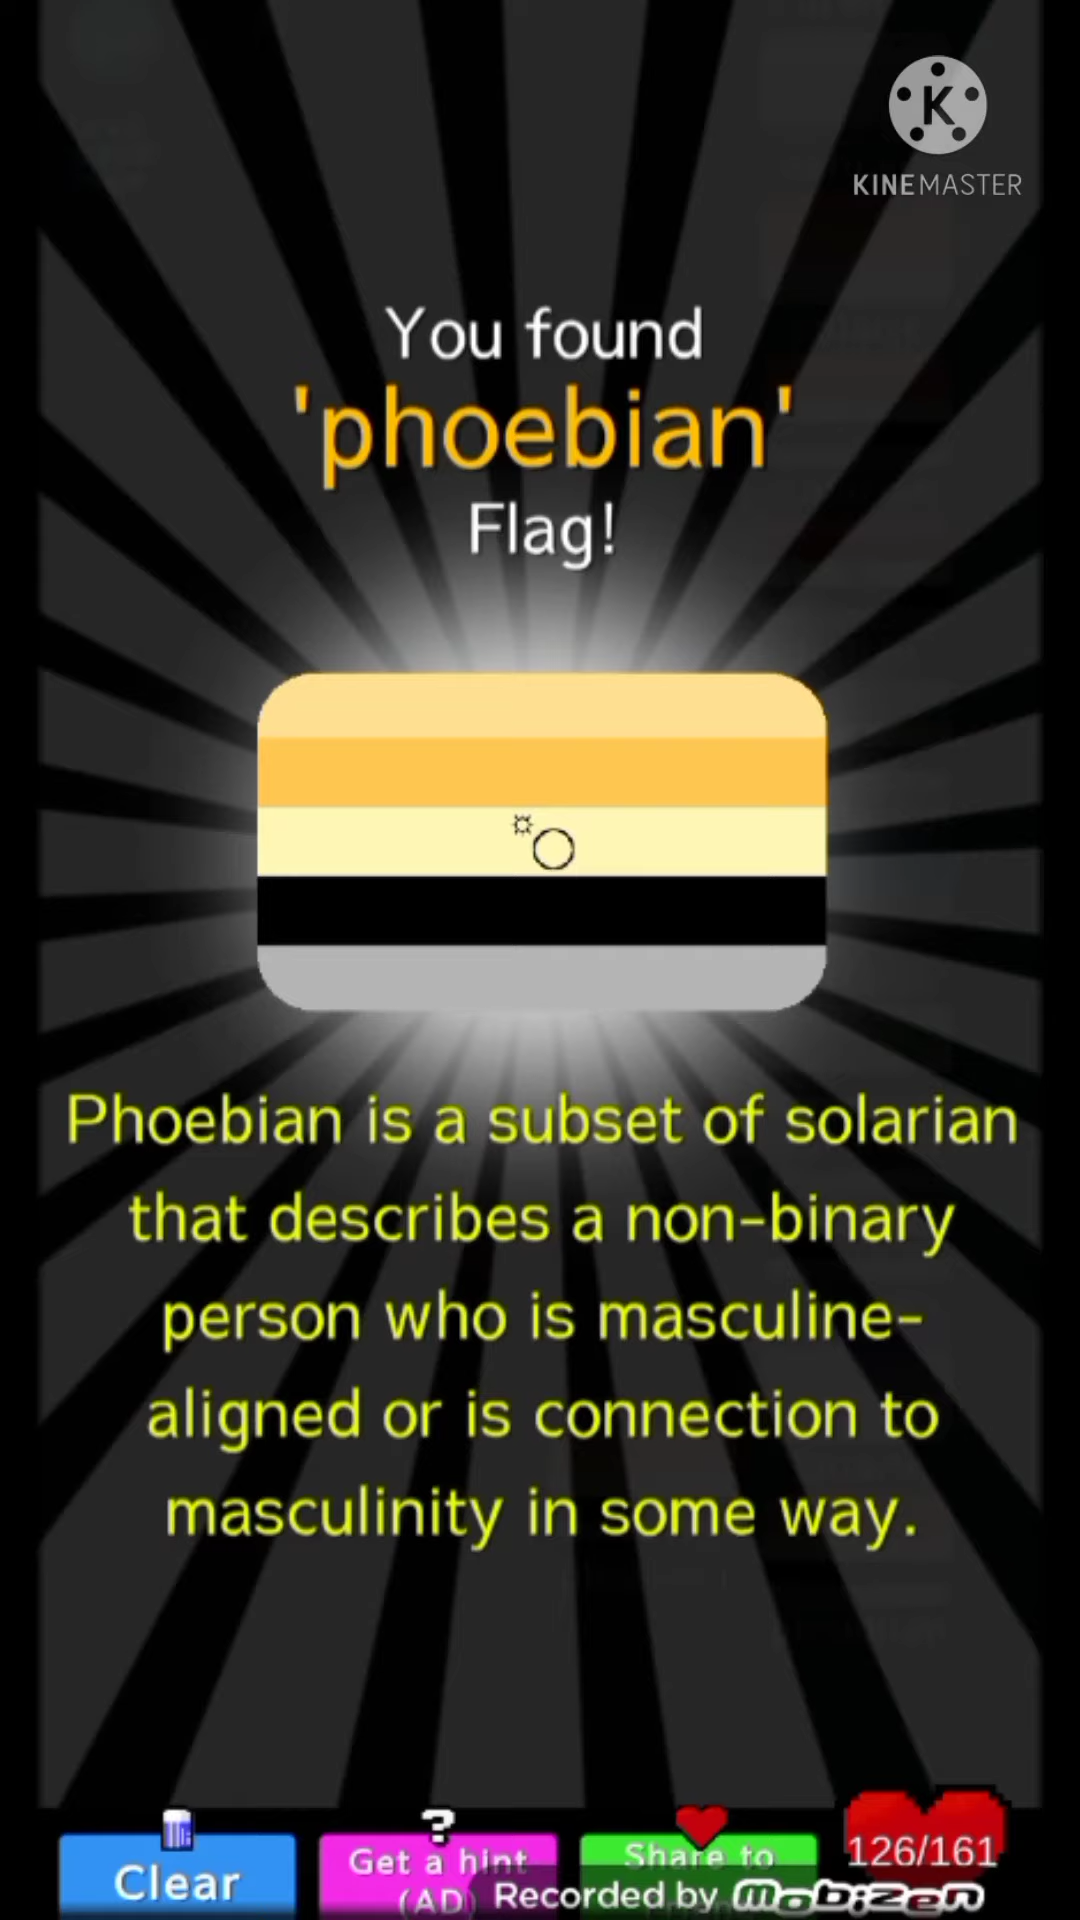 K
KINEMASTER
You found
'phoebian'
Flag!
Phoebian is a subset of solarian
that describes a non-binary
person who is masculine-
aligned or is connection to
masculinity in some way.
?
Clear
Get a hint
(AD)
Share to
126/161
Recorded by Mobizen